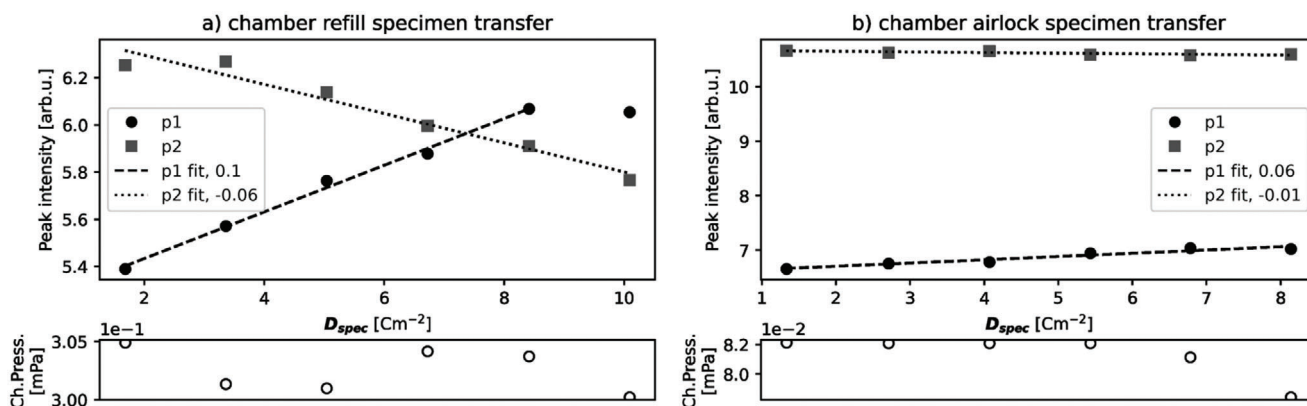 a) chamber refill specimen transfer
Peak intensity [arb.u.]
6.2
6.0
5.8
5.6
5.4
p1
p2
p1 fit, 0.1
p2 fit, -0.06
2
4
6
8
10
D_spec [Cm⁻²]
1e−1
Ch.Press.
[mPa]
3.05
3.00
b) chamber airlock specimen transfer
Peak intensity [arb.u.]
10
9
8
7
p1
p2
p1 fit, 0.06
p2 fit, -0.01
1
2
3
4
5
6
7
8
D_spec [Cm⁻²]
1e−2
Ch.Press.
[mPa]
8.2
8.0